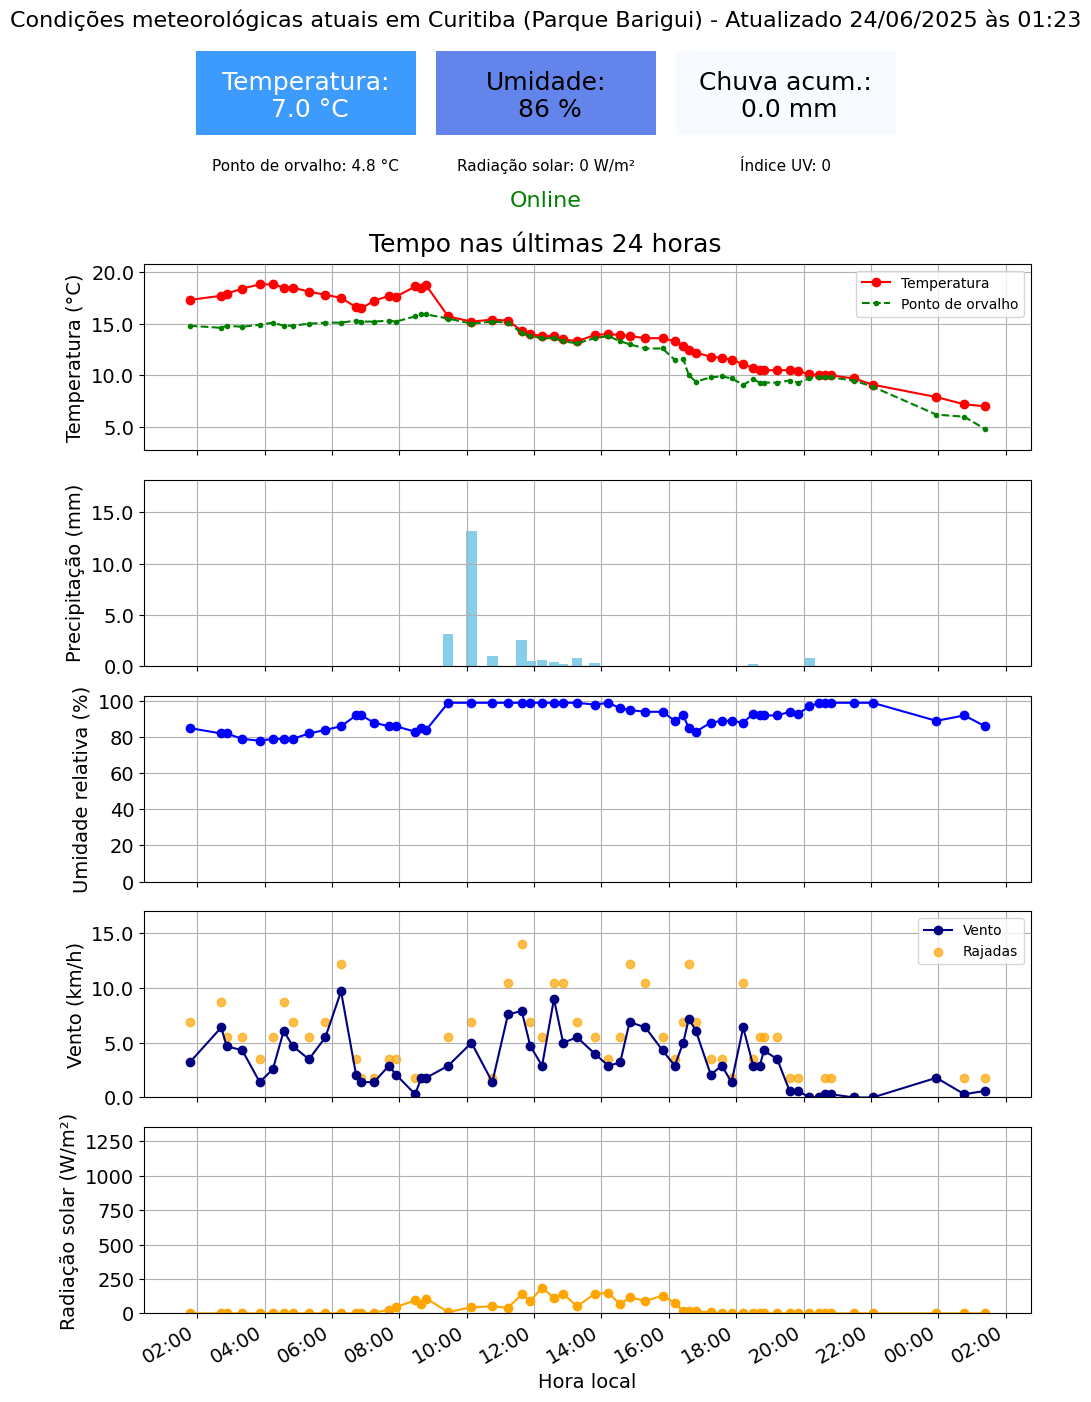 Condições meteorológicas atuais em Curitiba (Parque Barigui) - Atualizado 24/06/2025 às 01:23
Temperatura:
7.0 °C
Umidade:
86 %
Chuva acum.:
0.0 mm
Ponto de orvalho: 4.8 °C
Radiação solar: 0 W/m²
Índice UV: 0
Online
Tempo nas últimas 24 horas
Temperatura (°C)
20.0
15.0
10.0
5.0
Temperatura
Ponto de orvalho
Precipitação (mm)
15.0
10.0
5.0
0.0
Umidade relativa (%)
100
80
60
40
20
0
Vento (km/h)
15.0
10.0
5.0
0.0
Vento
Rajadas
Radiação solar (W/m²)
1250
1000
750
500
250
0
02:00
04:00
06:00
08:00
10:00
12:00
14:00
16:00
18:00
20:00
22:00
00:00
02:00
Hora local